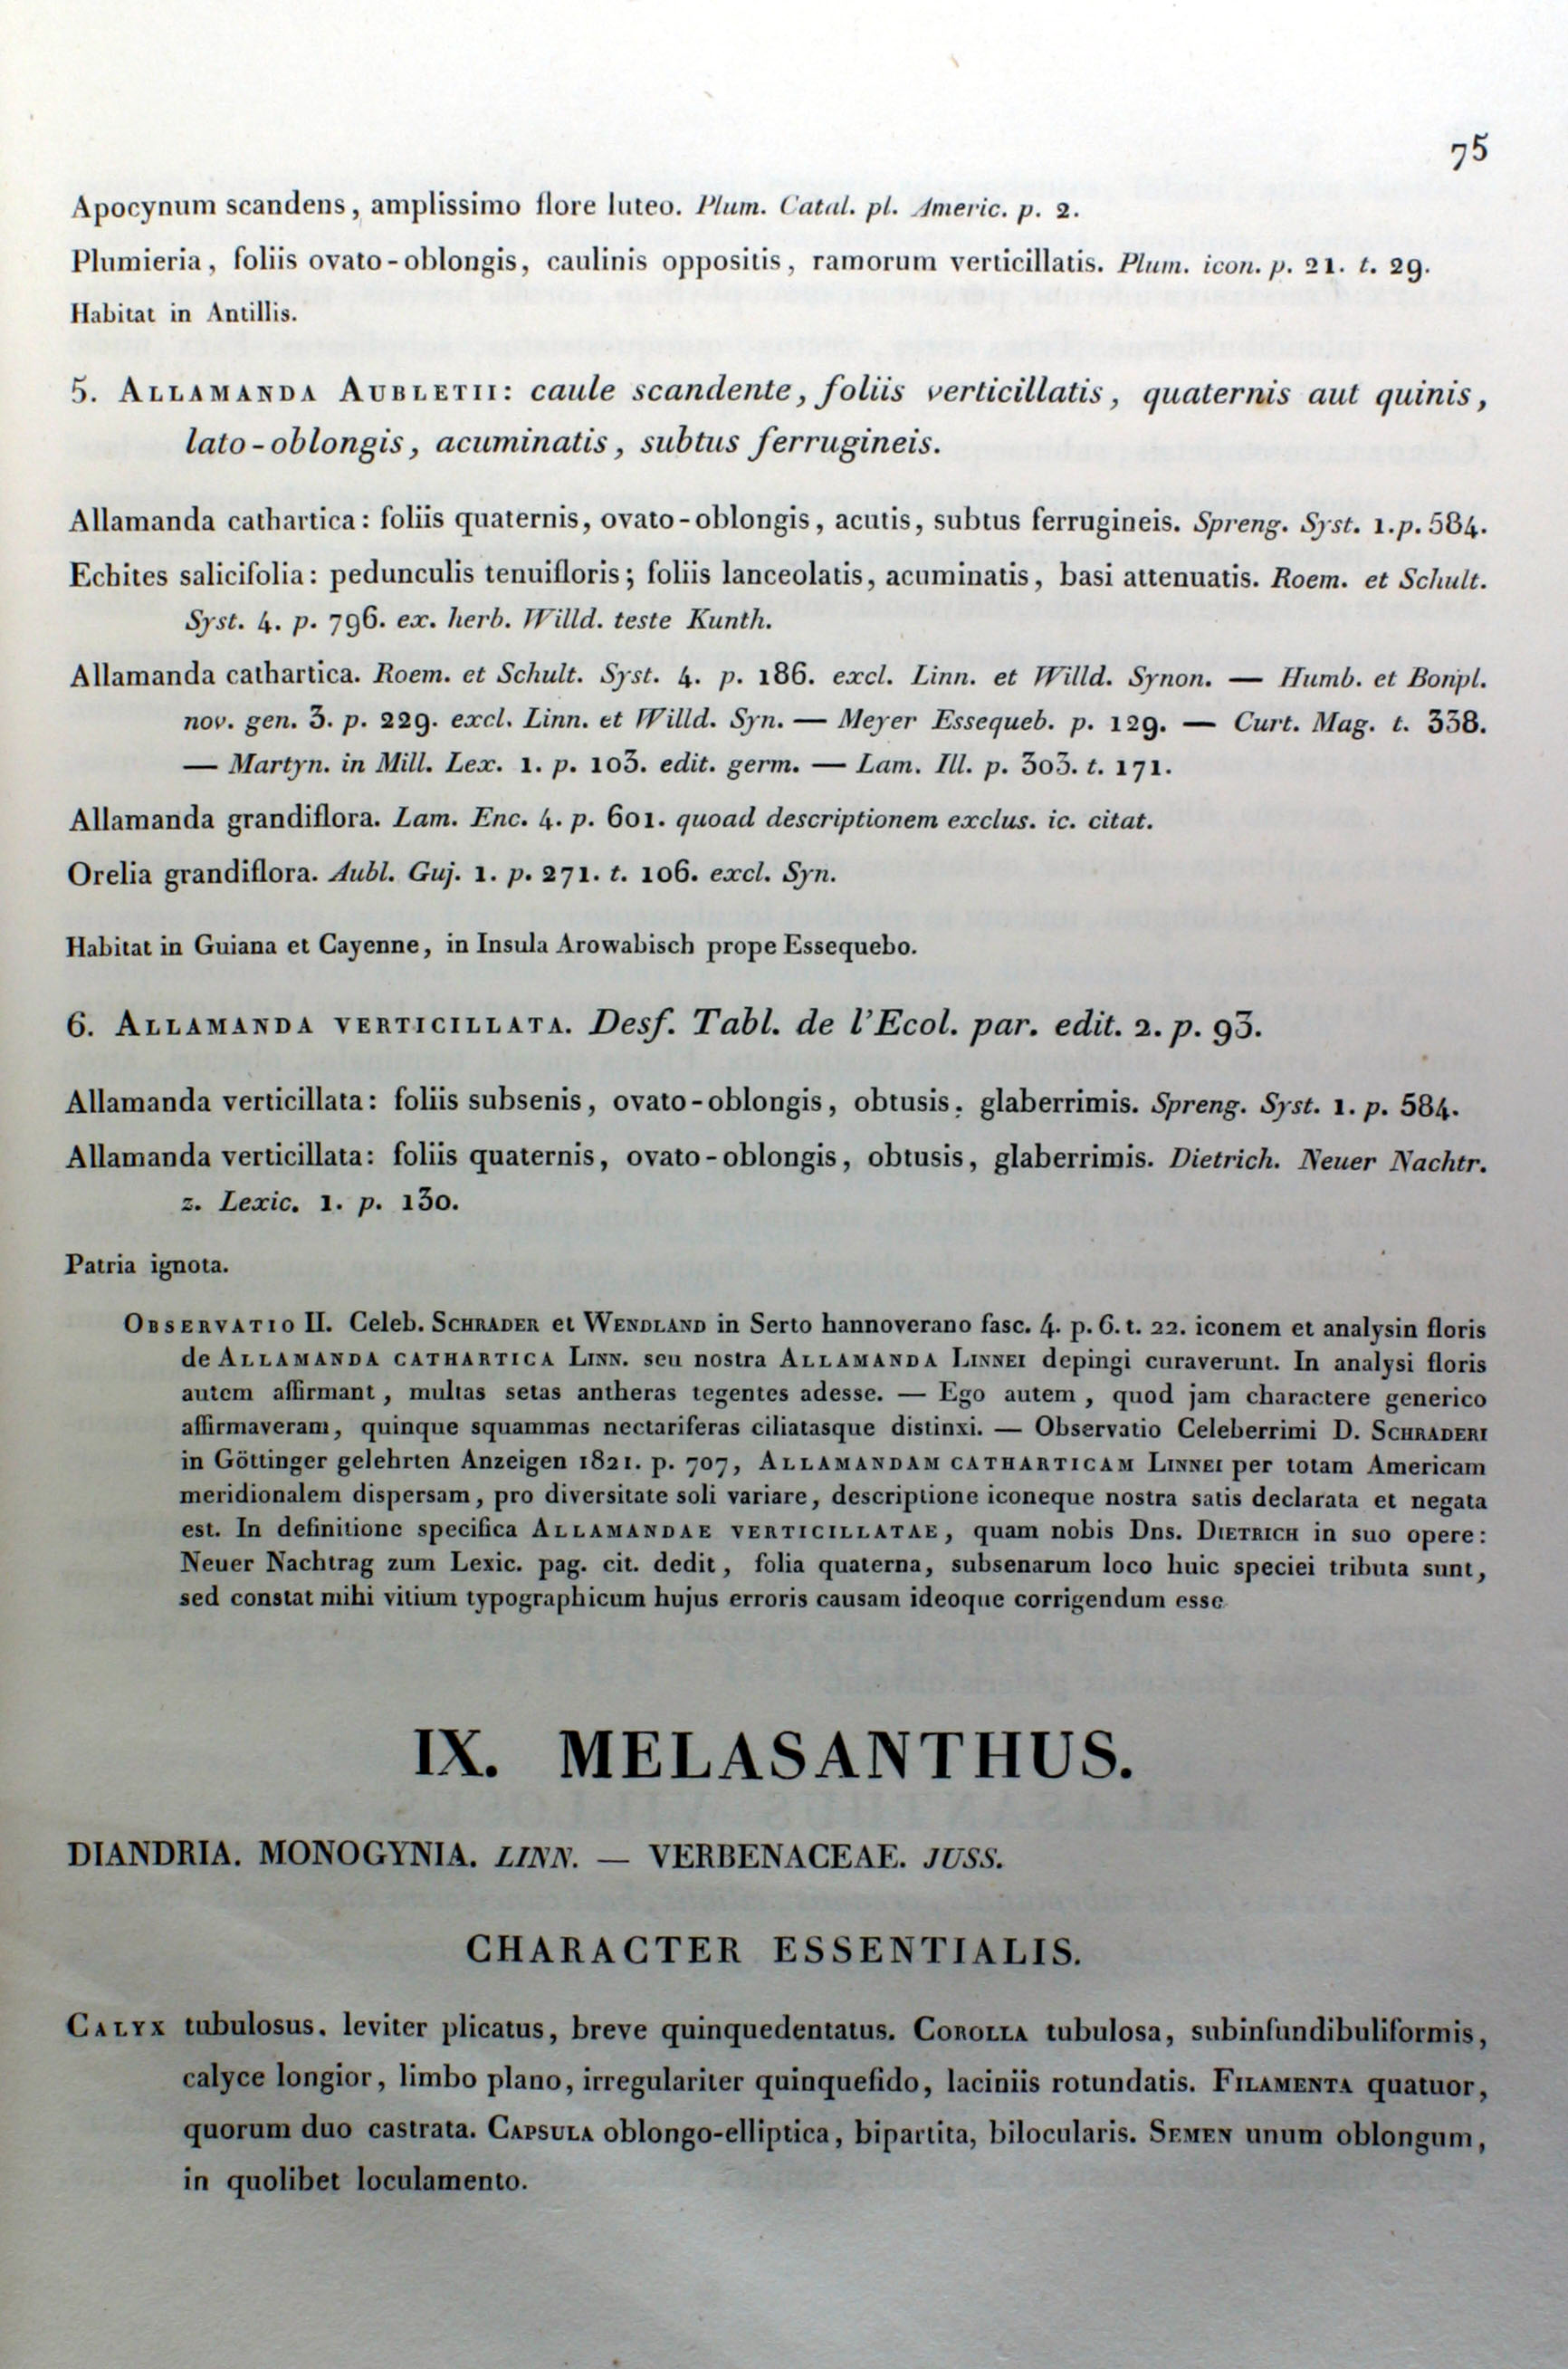 75
Apocynum scandens, amplissimo flore luteo. Plum. Catal. pl. Americ. p. 2.
Plumieria, foliis ovato-oblongis, caulinis oppositis, ramorum verticillatis. Plum. icon. p. 21. t. 29.
Habitat in Antillis.
5. ALLAMANDA AUBLETII: caule scandente, foliis verticillatis, quaternis aut quinis,
lato-oblongis, acuminatis, subtus ferrugineis.
Allamanda cathartica: foliis quaternis, ovato-oblongis, acutis, subtus ferrugineis. Spreng. Syst. 1.p. 584.
Echites salicifolia: pedunculis tenuifloris; foliis lanceolatis, acuminatis, basi attenuatis. Roem. et Schult.
Syst. 4. p. 796. ex. herb. Willd. teste Kunth.
Allamanda cathartica. Roem. et Schult. Syst. 4. p. 186. excl. Linn. et Willd. Synon. — Humb. et Bonpl.
nov. gen. 3. p. 229. excl. Linn. et Willd. Syn. — Meyer Essequeb. p. 129. — Curt. Mag. t. 338.
— Martyn. in Mill. Lex. 1. p. 103. edit. germ. — Lam. Ill. p. 303. t. 171.
Allamanda grandiflora. Lam. Enc. 4. p. 601. quoad descriptionem exclus. ic. citat.
Orelia grandiflora. Aubl. Guj. 1. p. 271. t. 106. excl. Syn.
Habitat in Guiana et Cayenne, in Insula Arowabisch prope Essequebo.
6. ALLAMANDA VERTICILLATA. Desf. Tabl. de l'Ecol. par. edit. 2. p. 93.
Allamanda verticillata: foliis subsenis, ovato-oblongis, obtusis, glaberrimis. Spreng. Syst. 1. p. 584.
Allamanda verticillata: foliis quaternis, ovato-oblongis, obtusis, glaberrimis. Dietrich. Neuer Nachtr.
z. Lexic. 1. p. 130.
Patria ignota.
OBSERVATIO II. Celeb. SCHRADER et WENDLAND in Serto hannoverano fasc. 4. p. 6. t. 22. iconem et analysin floris
de ALLAMANDA CATHARTICA LINN. seu nostra ALLAMANDA LINNEI depingi curaverunt. In analysi floris
autem affirmant, multas setas antheras tegentes adesse. — Ego autem, quod jam charactere generico
affirmaveram, quinque squammas nectariferas ciliatasque distinxi. — Observatio Celeberrimi D. SCHRADERI
in Göttinger gelehrten Anzeigen 1821. p. 707, ALLAMANDAM CATHARTICAM LINNEI per totam Americam
meridionalem dispersam, pro diversitate soli variare, descriptione iconeque nostra satis declarata et negata
est. In definitione specifica ALLAMANDAE VERTICILLATAE, quam nobis Dns. DIETRICH in suo opere:
Neuer Nachtrag zum Lexic. pag. cit. dedit, folia quaterna, subsenarum loco huic speciei tributa sunt,
sed constat mihi vitium typographicum hujus erroris causam ideoque corrigendum esse
IX. MELASANTHUS.
DIANDRIA. MONOGYNIA. LINN. — VERBENACEAE. JUSS.
CHARACTER ESSENTIALIS.
CALYX tubulosus. leviter plicatus, breve quinquedentatus. COROLLA tubulosa, subinfundibuliformis,
calyce longior, limbo plano, irregulariter quinquefido, laciniis rotundatis. FILAMENTA quatuor,
quorum duo castrata. CAPSULA oblongo-elliptica, bipartita, bilocularis. SEMEN unum oblongum,
in quolibet loculamento.